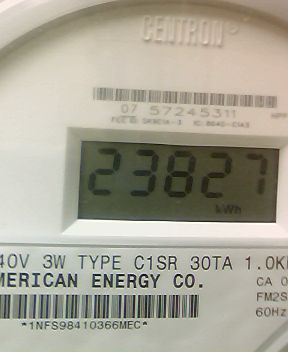 CENTRON®
07 57245311
23827
kWh
40V 3W TYPE C1SR 30TA 1.0K
MERICAN ENERGY CO.
CA 0
FM2S
60Hz
*1NFS98410366MEC*